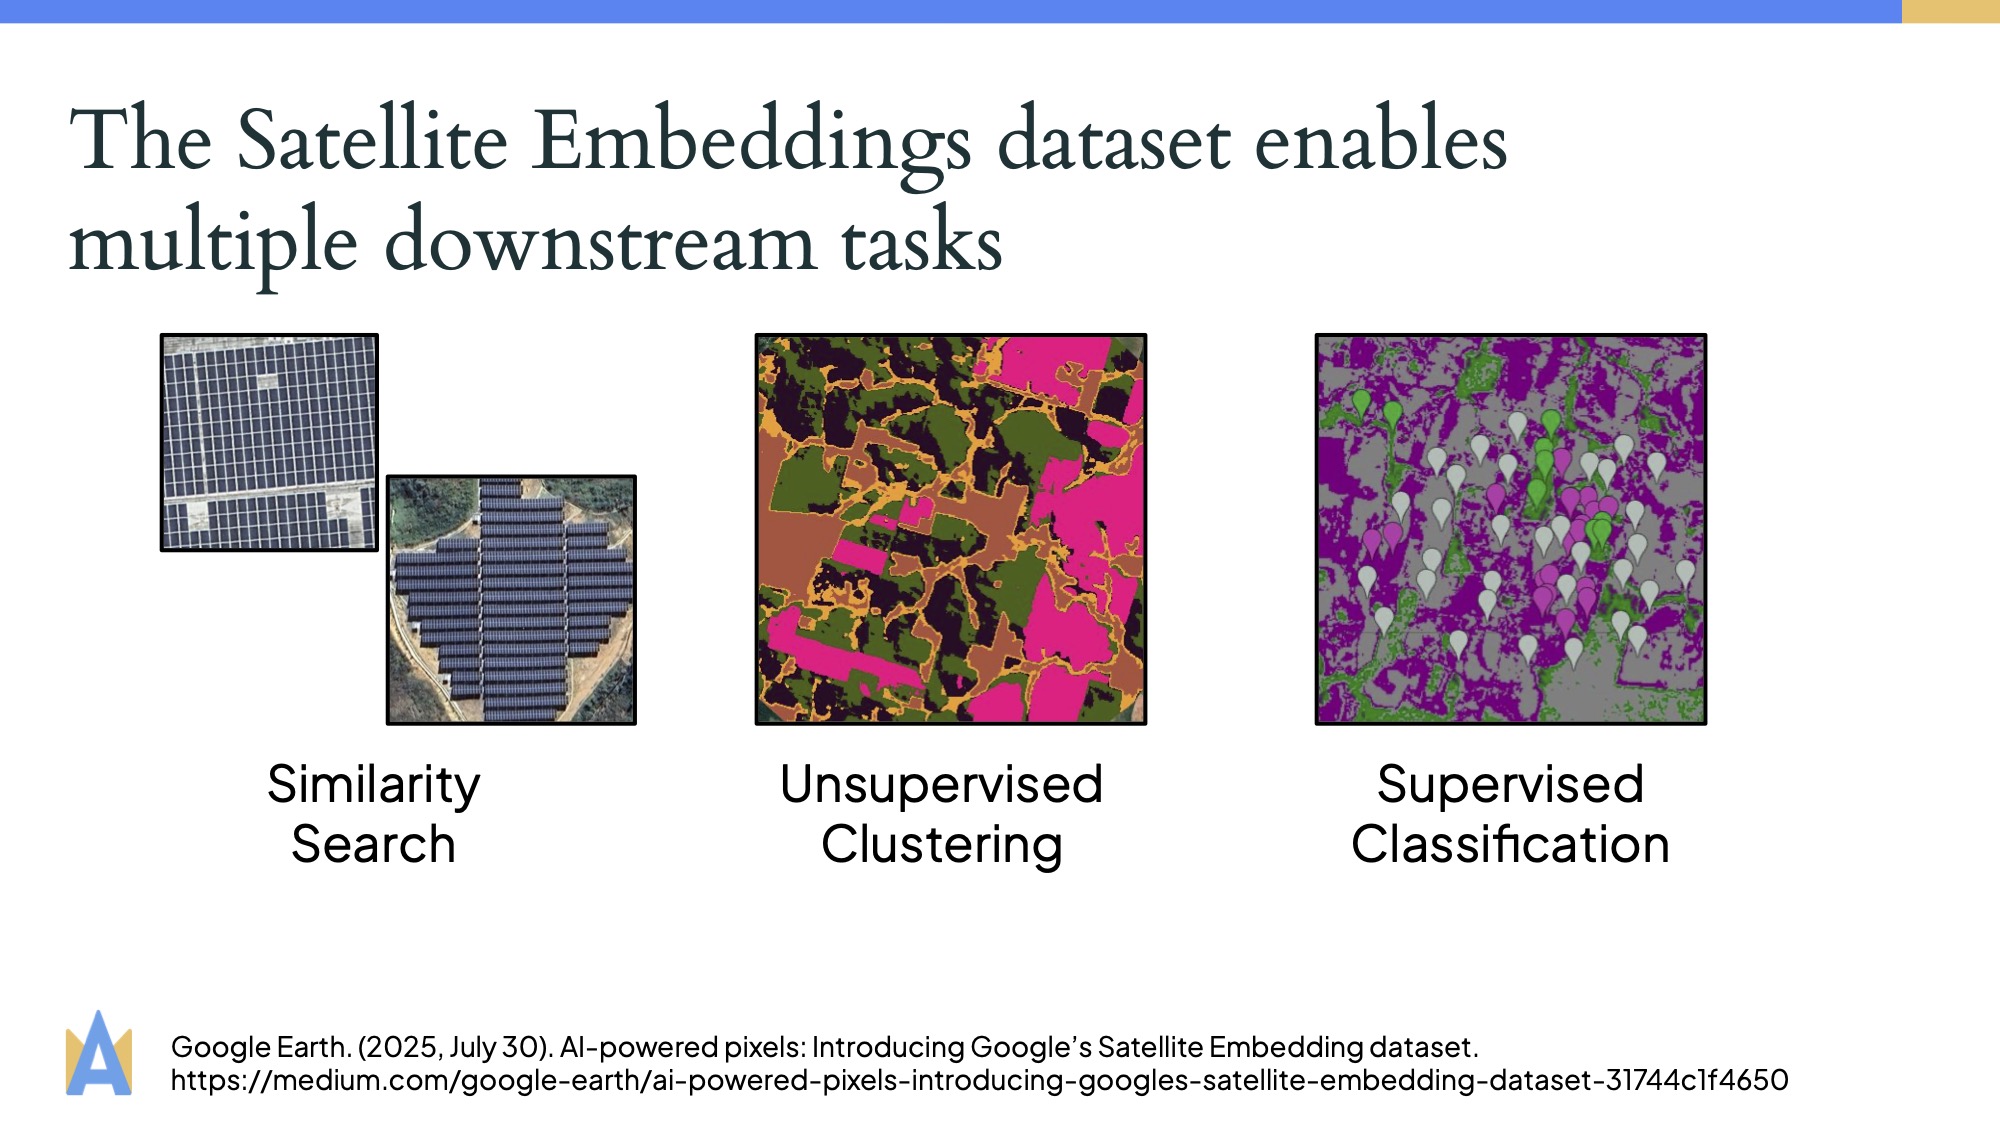 The Satellite Embeddings dataset enables
multiple downstream tasks
Similarity
Search
Unsupervised
Clustering
Supervised
Classification
A
Google Earth. (2025, July 30). AI-powered pixels: Introducing Google’s Satellite Embedding dataset.
https://medium.com/google-earth/ai-powered-pixels-introducing-googles-satellite-embedding-dataset-31744c1f4650